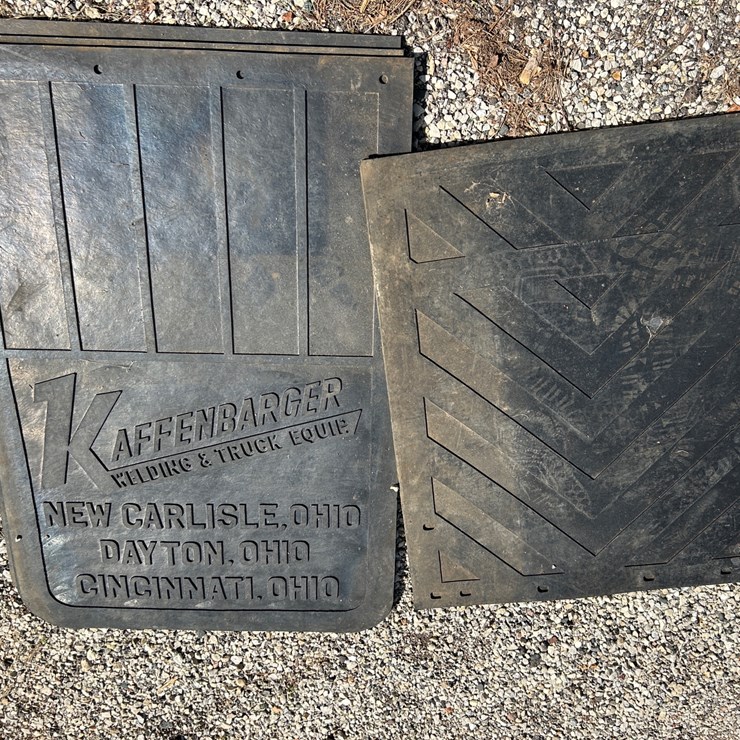 KAFFENBARGER
WELDING & TRUCK EQUIP.
NEW CARLISLE, OHIO
DAYTON, OHIO
CINCINNATI, OHIO